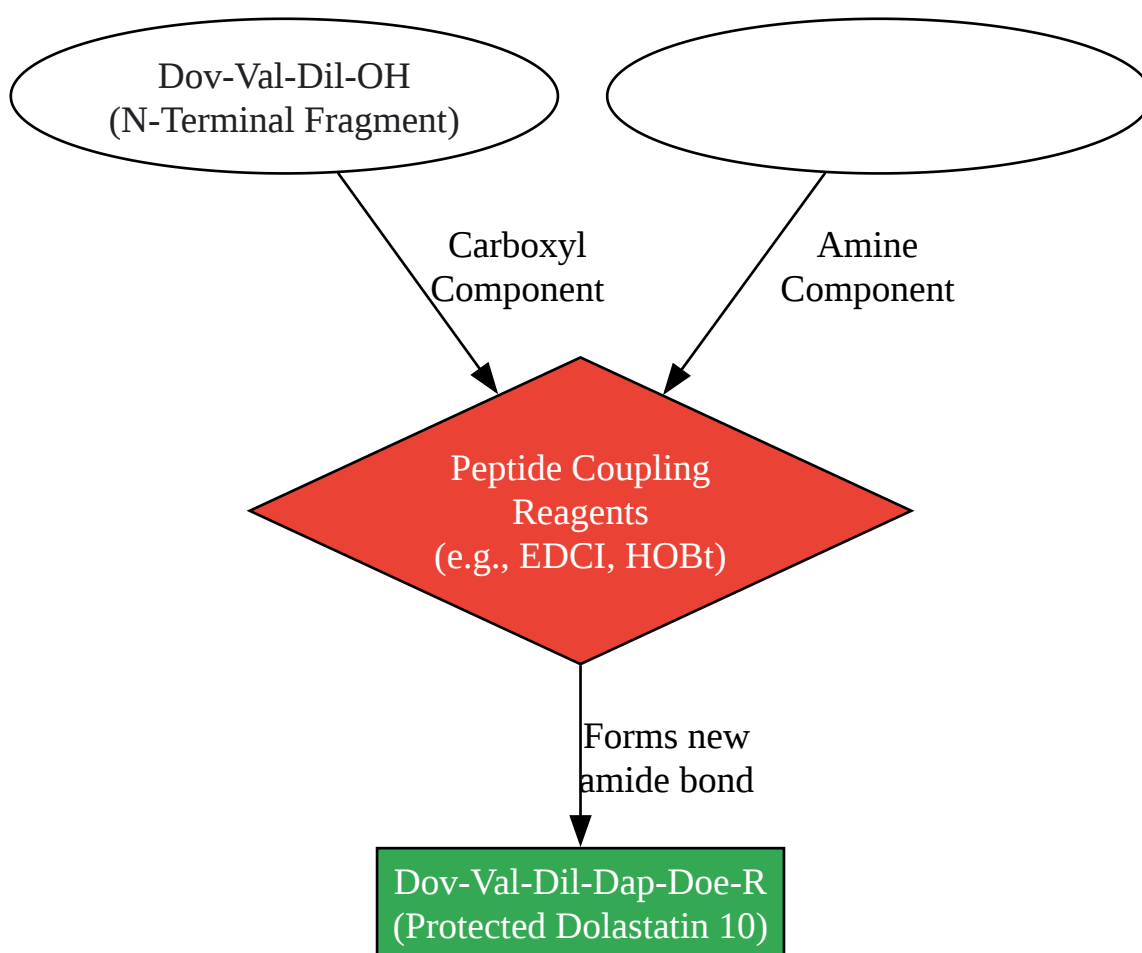 Dov-Val-Dil-OH
(N-Terminal Fragment)
Carboxyl
Component
Amine
Component
Peptide Coupling
Reagents
(e.g., EDCI, HOBt)
Forms new
amide bond
Dov-Val-Dil-Dap-Doe-R
(Protected Dolastatin 10)